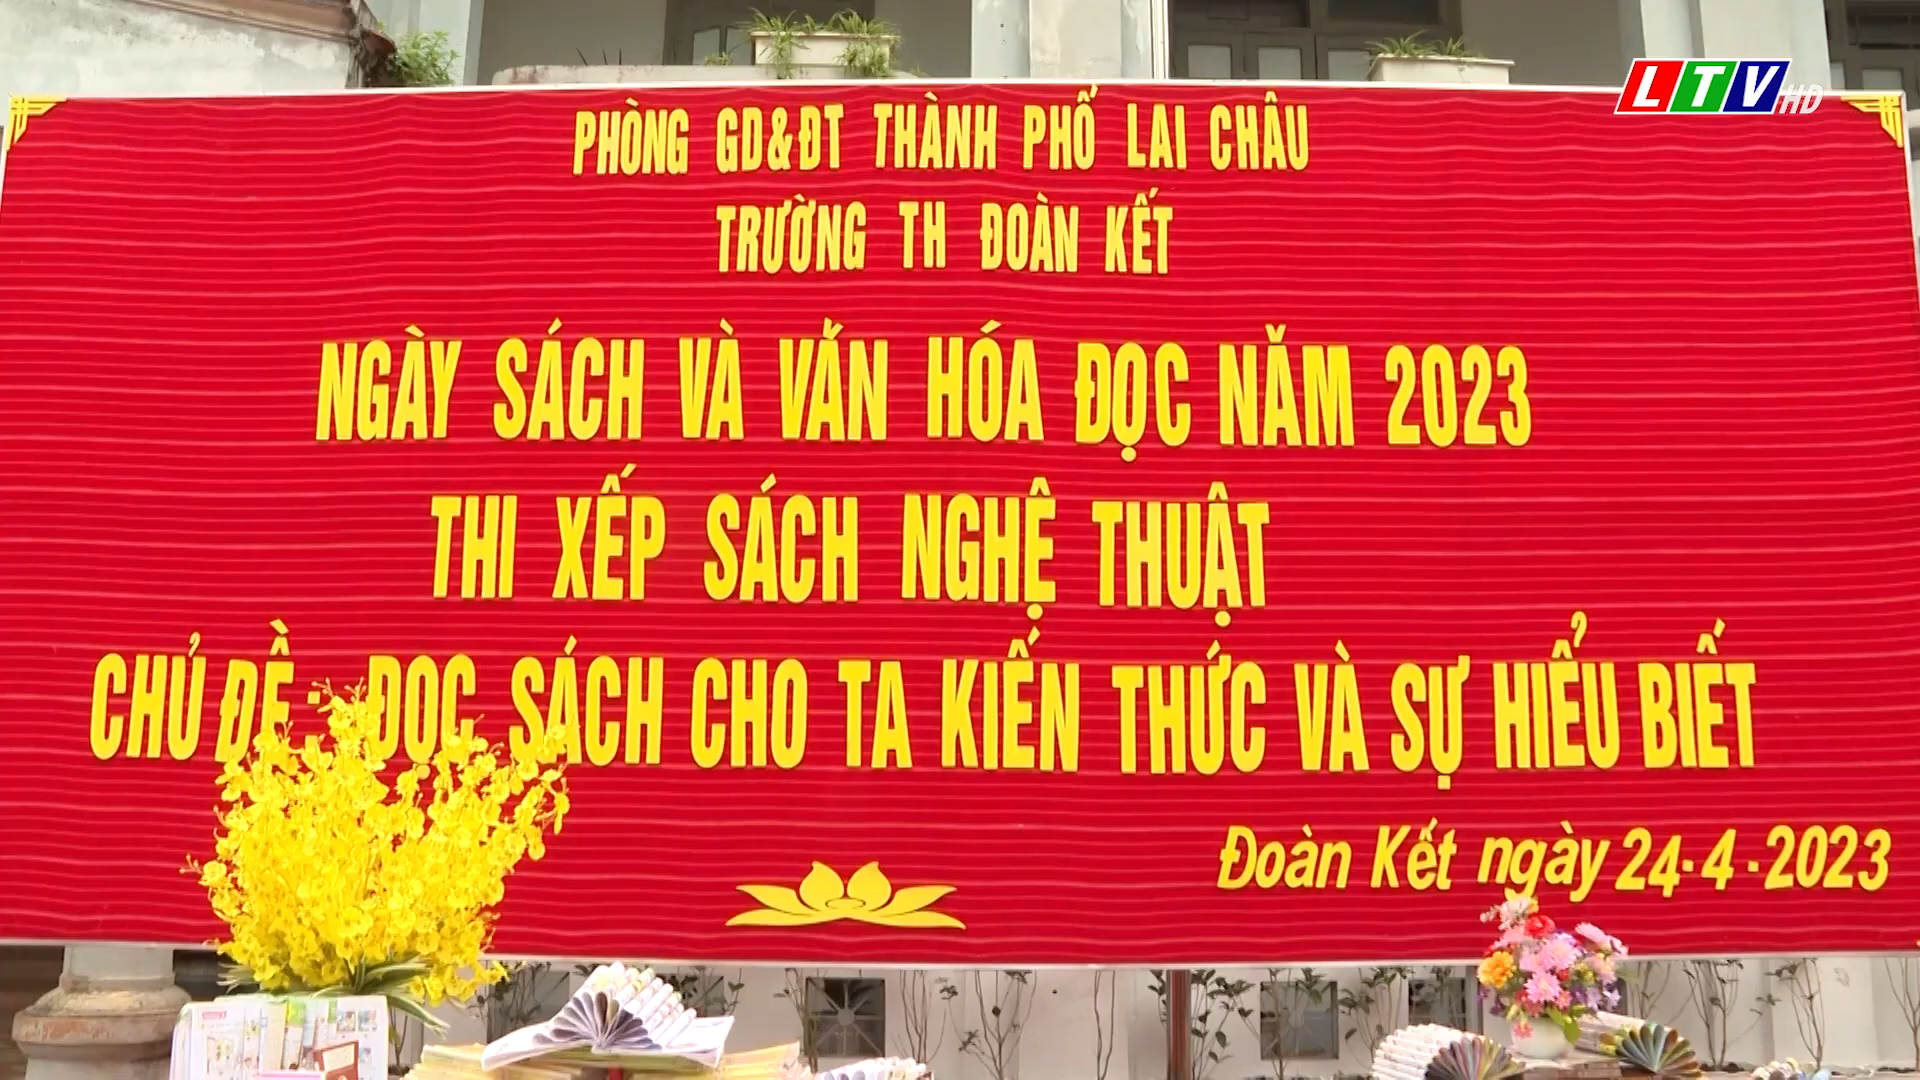 LTV HD
PHÒNG GD&ĐT THÀNH PHỐ LAI CHÂU
TRƯỜNG TH ĐOÀN KẾT
NGÀY SÁCH VÀ VĂN HÓA ĐỌC NĂM 2023
THI XẾP SÁCH NGHỆ THUẬT
CHỦ ĐỀ: ĐỌC SÁCH CHO TA KIẾN THỨC VÀ SỰ HIỂU BIẾT
Đoàn Kết ngày 24-4-2023